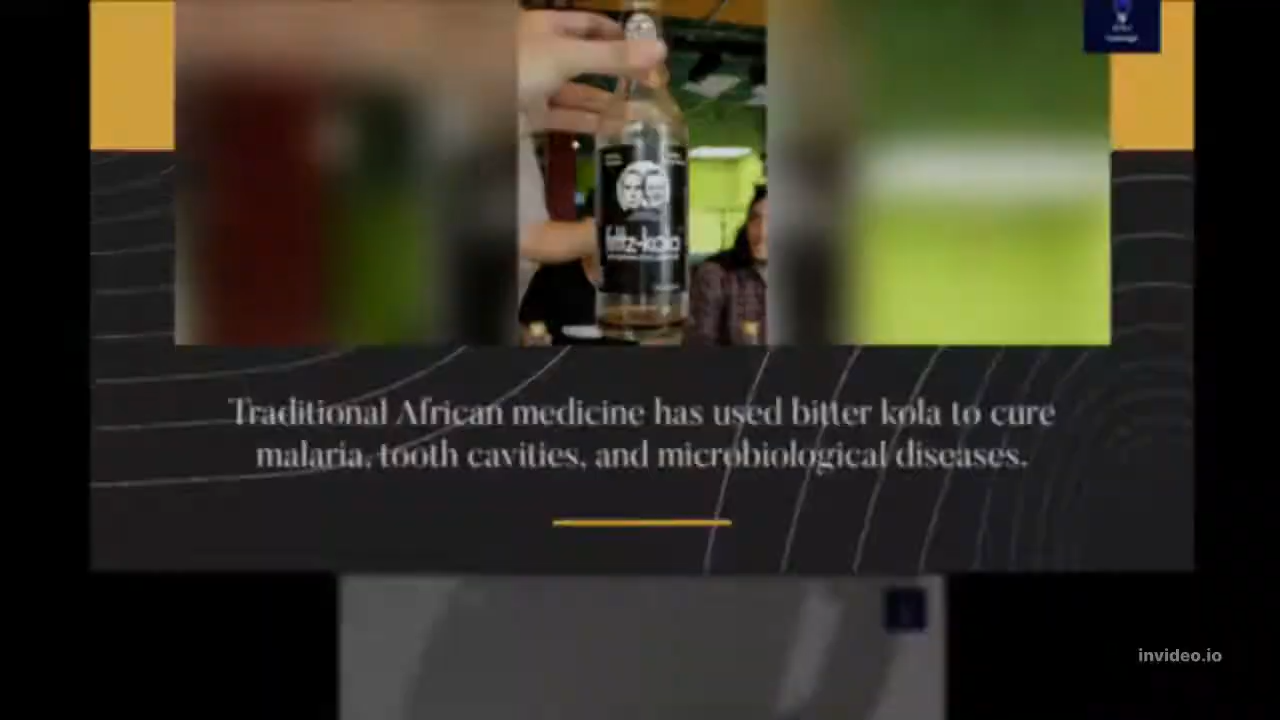 fritz-kola
Traditional African medicine has used bitter kola to cure
malaria, tooth cavities, and microbiological diseases.
invideo.io